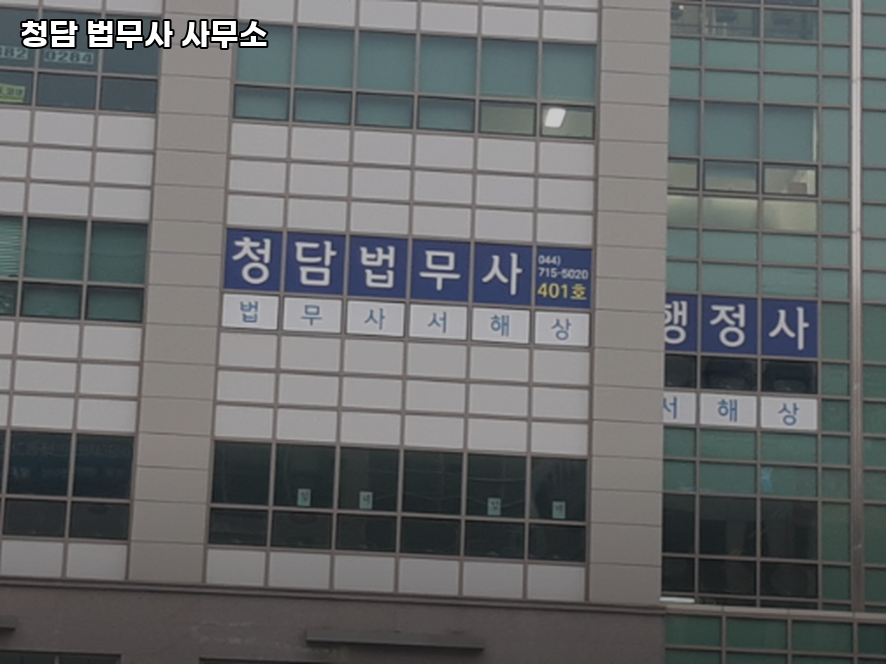 청담 법무사 사무소
0284
청담법무사
044)
715-5020
401호
법무사서해상
행정사
서해상